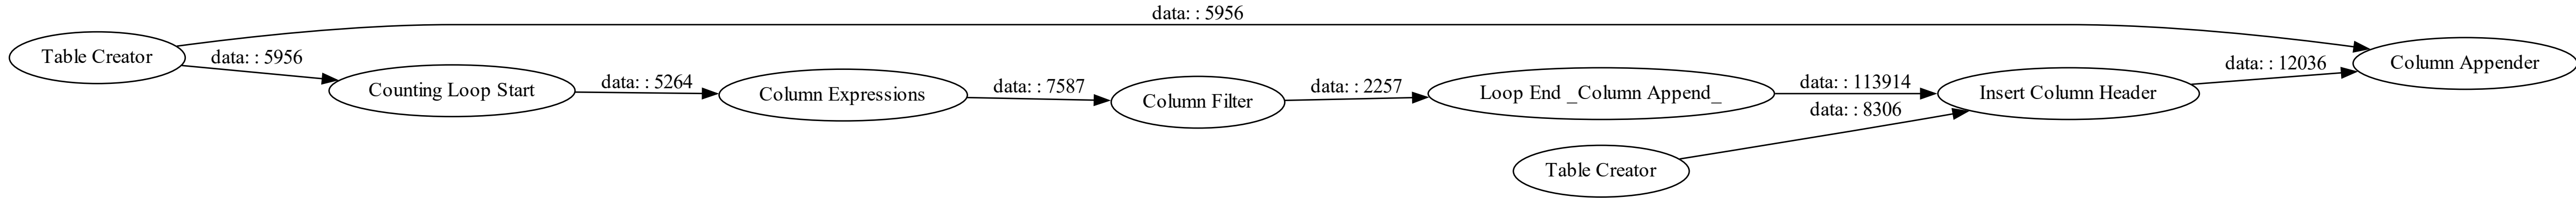 data: : 5956
Table Creator
data: : 5956
Counting Loop Start
data: : 5264
Column Expressions
data: : 7587
Column Filter
data: : 2257
Loop End _Column Append_
data: : 113914
data: : 8306
Table Creator
Insert Column Header
data: : 12036
Column Appender